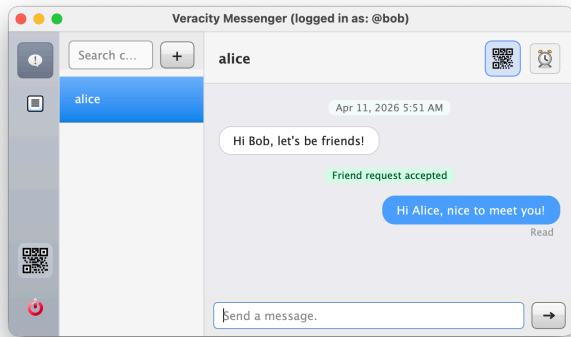 Veracity Messenger (logged in as: @bob)
Search c...
+
alice
alice
Apr 11, 2026 5:51 AM
Hi Bob, let's be friends!
Friend request accepted
Hi Alice, nice to meet you!
Read
Send a message.